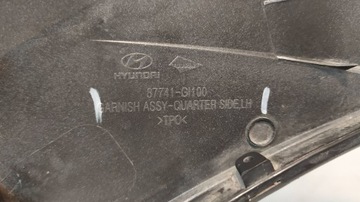 HYUNDAI
87741-GI100
GARNISH ASSY-QUARTER SIDE,LH
>TPO<